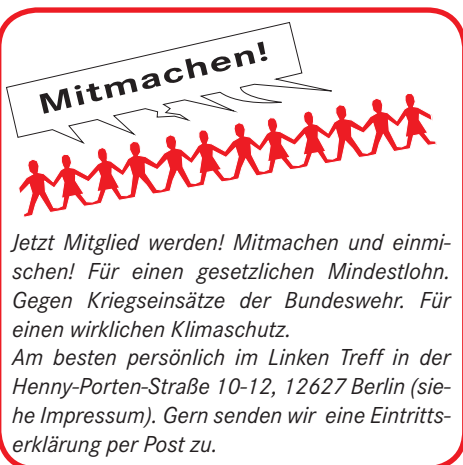 Mitmachen!
Jetzt Mitglied werden! Mitmachen und einmi-
schen! Für einen gesetzlichen Mindestlohn.
Gegen Kriegseinsätze der Bundeswehr. Für
einen wirklichen Klimaschutz.
Am besten persönlich im Linken Treff in der
Henny-Porten-Straße 10-12, 12627 Berlin (sie-
he Impressum). Gern senden wir eine Eintritts-
erklärung per Post zu.